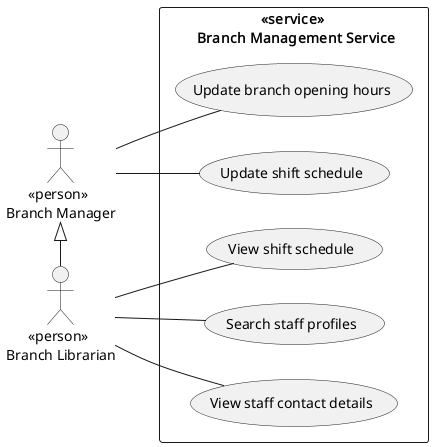 «service»
Branch Management Service
Update branch opening hours
Update shift schedule
«person»
Branch Manager
View shift schedule
Search staff profiles
«person»
Branch Librarian
View staff contact details